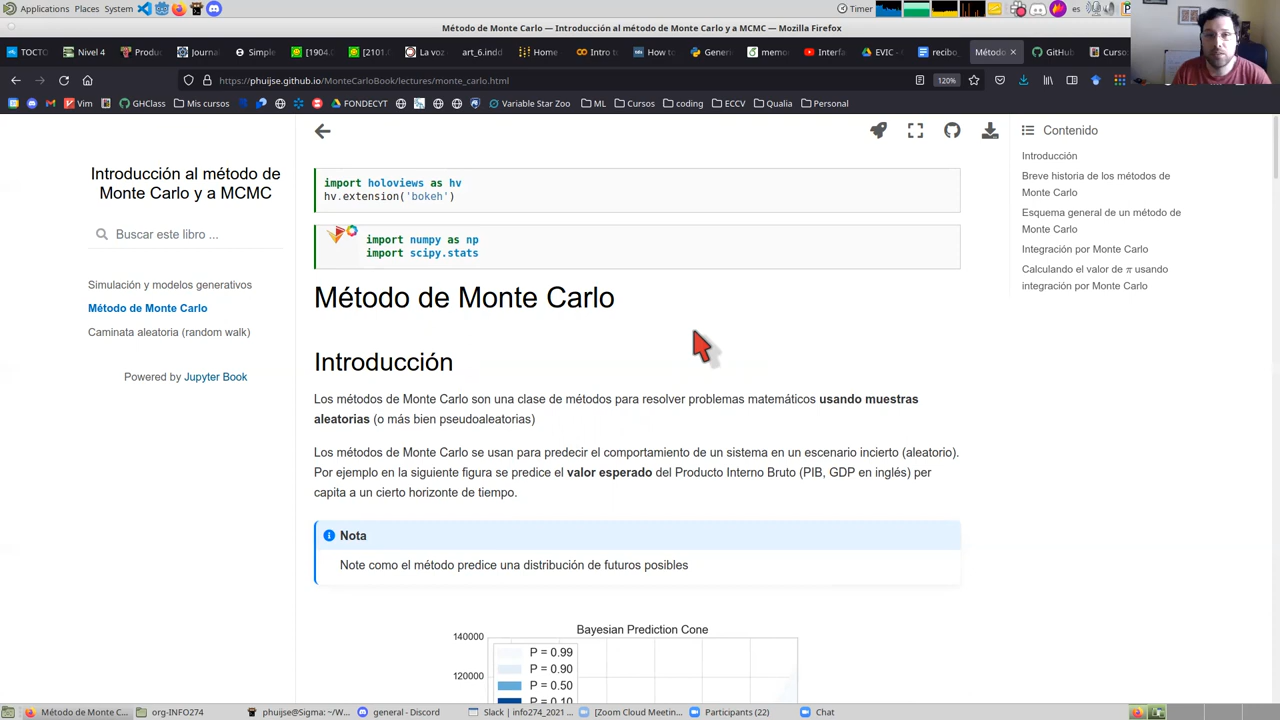 Applications Places System es
Timer
Método de Monte Carlo — Introducción al método de Monte Carlo y a MCMC — Mozilla Firefox
TOCTO Nivel 4 Produc Journal Simple [1904. [2101. La voz art_6.indd Home Intro to How to Generi memo Interfa EVIC - recibo_ Método GitHub Curso
https://phuijse.github.io/MonteCarloBook/lectures/monte_carlo.html 120%
Vim GHClass Mis cursos FONDECYT Variable Star Zoo ML Cursos coding ECCV Qualia Personal
Introducción al método de
Monte Carlo y a MCMC
Buscar este libro ...
Simulación y modelos generativos
Método de Monte Carlo
Caminata aleatoria (random walk)
Powered by Jupyter Book
import holoviews as hv
hv.extension('bokeh')
import numpy as np
import scipy.stats
Método de Monte Carlo
Introducción
Los métodos de Monte Carlo son una clase de métodos para resolver problemas matemáticos usando muestras
aleatorias (o más bien pseudoaleatorias)
Los métodos de Monte Carlo se usan para predecir el comportamiento de un sistema en un escenario incierto (aleatorio).
Por ejemplo en la siguiente figura se predice el valor esperado del Producto Interno Bruto (PIB, GDP en inglés) per
capita a un cierto horizonte de tiempo.
Nota
Note como el método predice una distribución de futuros posibles
Bayesian Prediction Cone
140000
120000
P = 0.99
P = 0.90
P = 0.50
P = 0.10
Contenido
Introducción
Breve historia de los métodos de
Monte Carlo
Esquema general de un método de
Monte Carlo
Integración por Monte Carlo
Calculando el valor de π usando
integración por Monte Carlo
Método de Monte C... org-INFO274 phuijse@Sigma: ~/W... general - Discord Slack | info274_2021 ... [Zoom Cloud Meetin... Participants (22) Chat